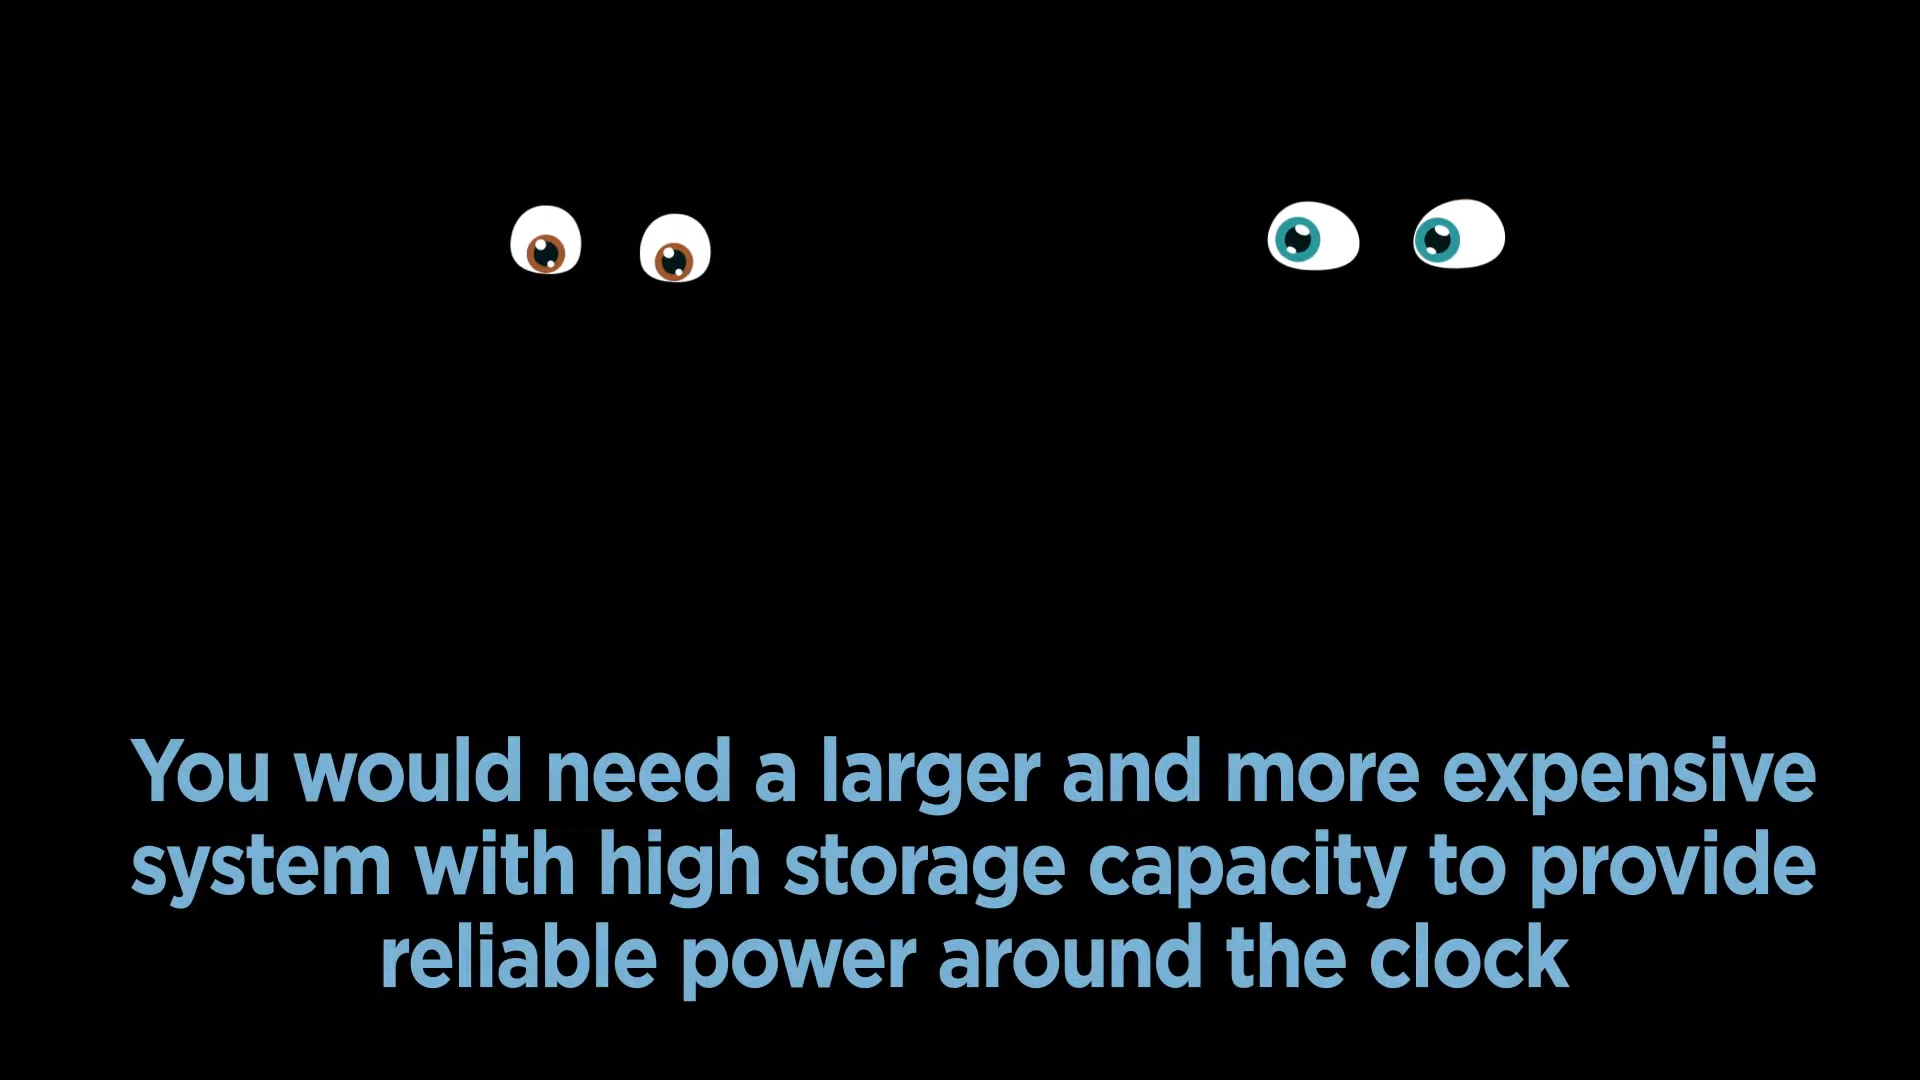 You would need a larger and more expensive
system with high storage capacity to provide
reliable power around the clock